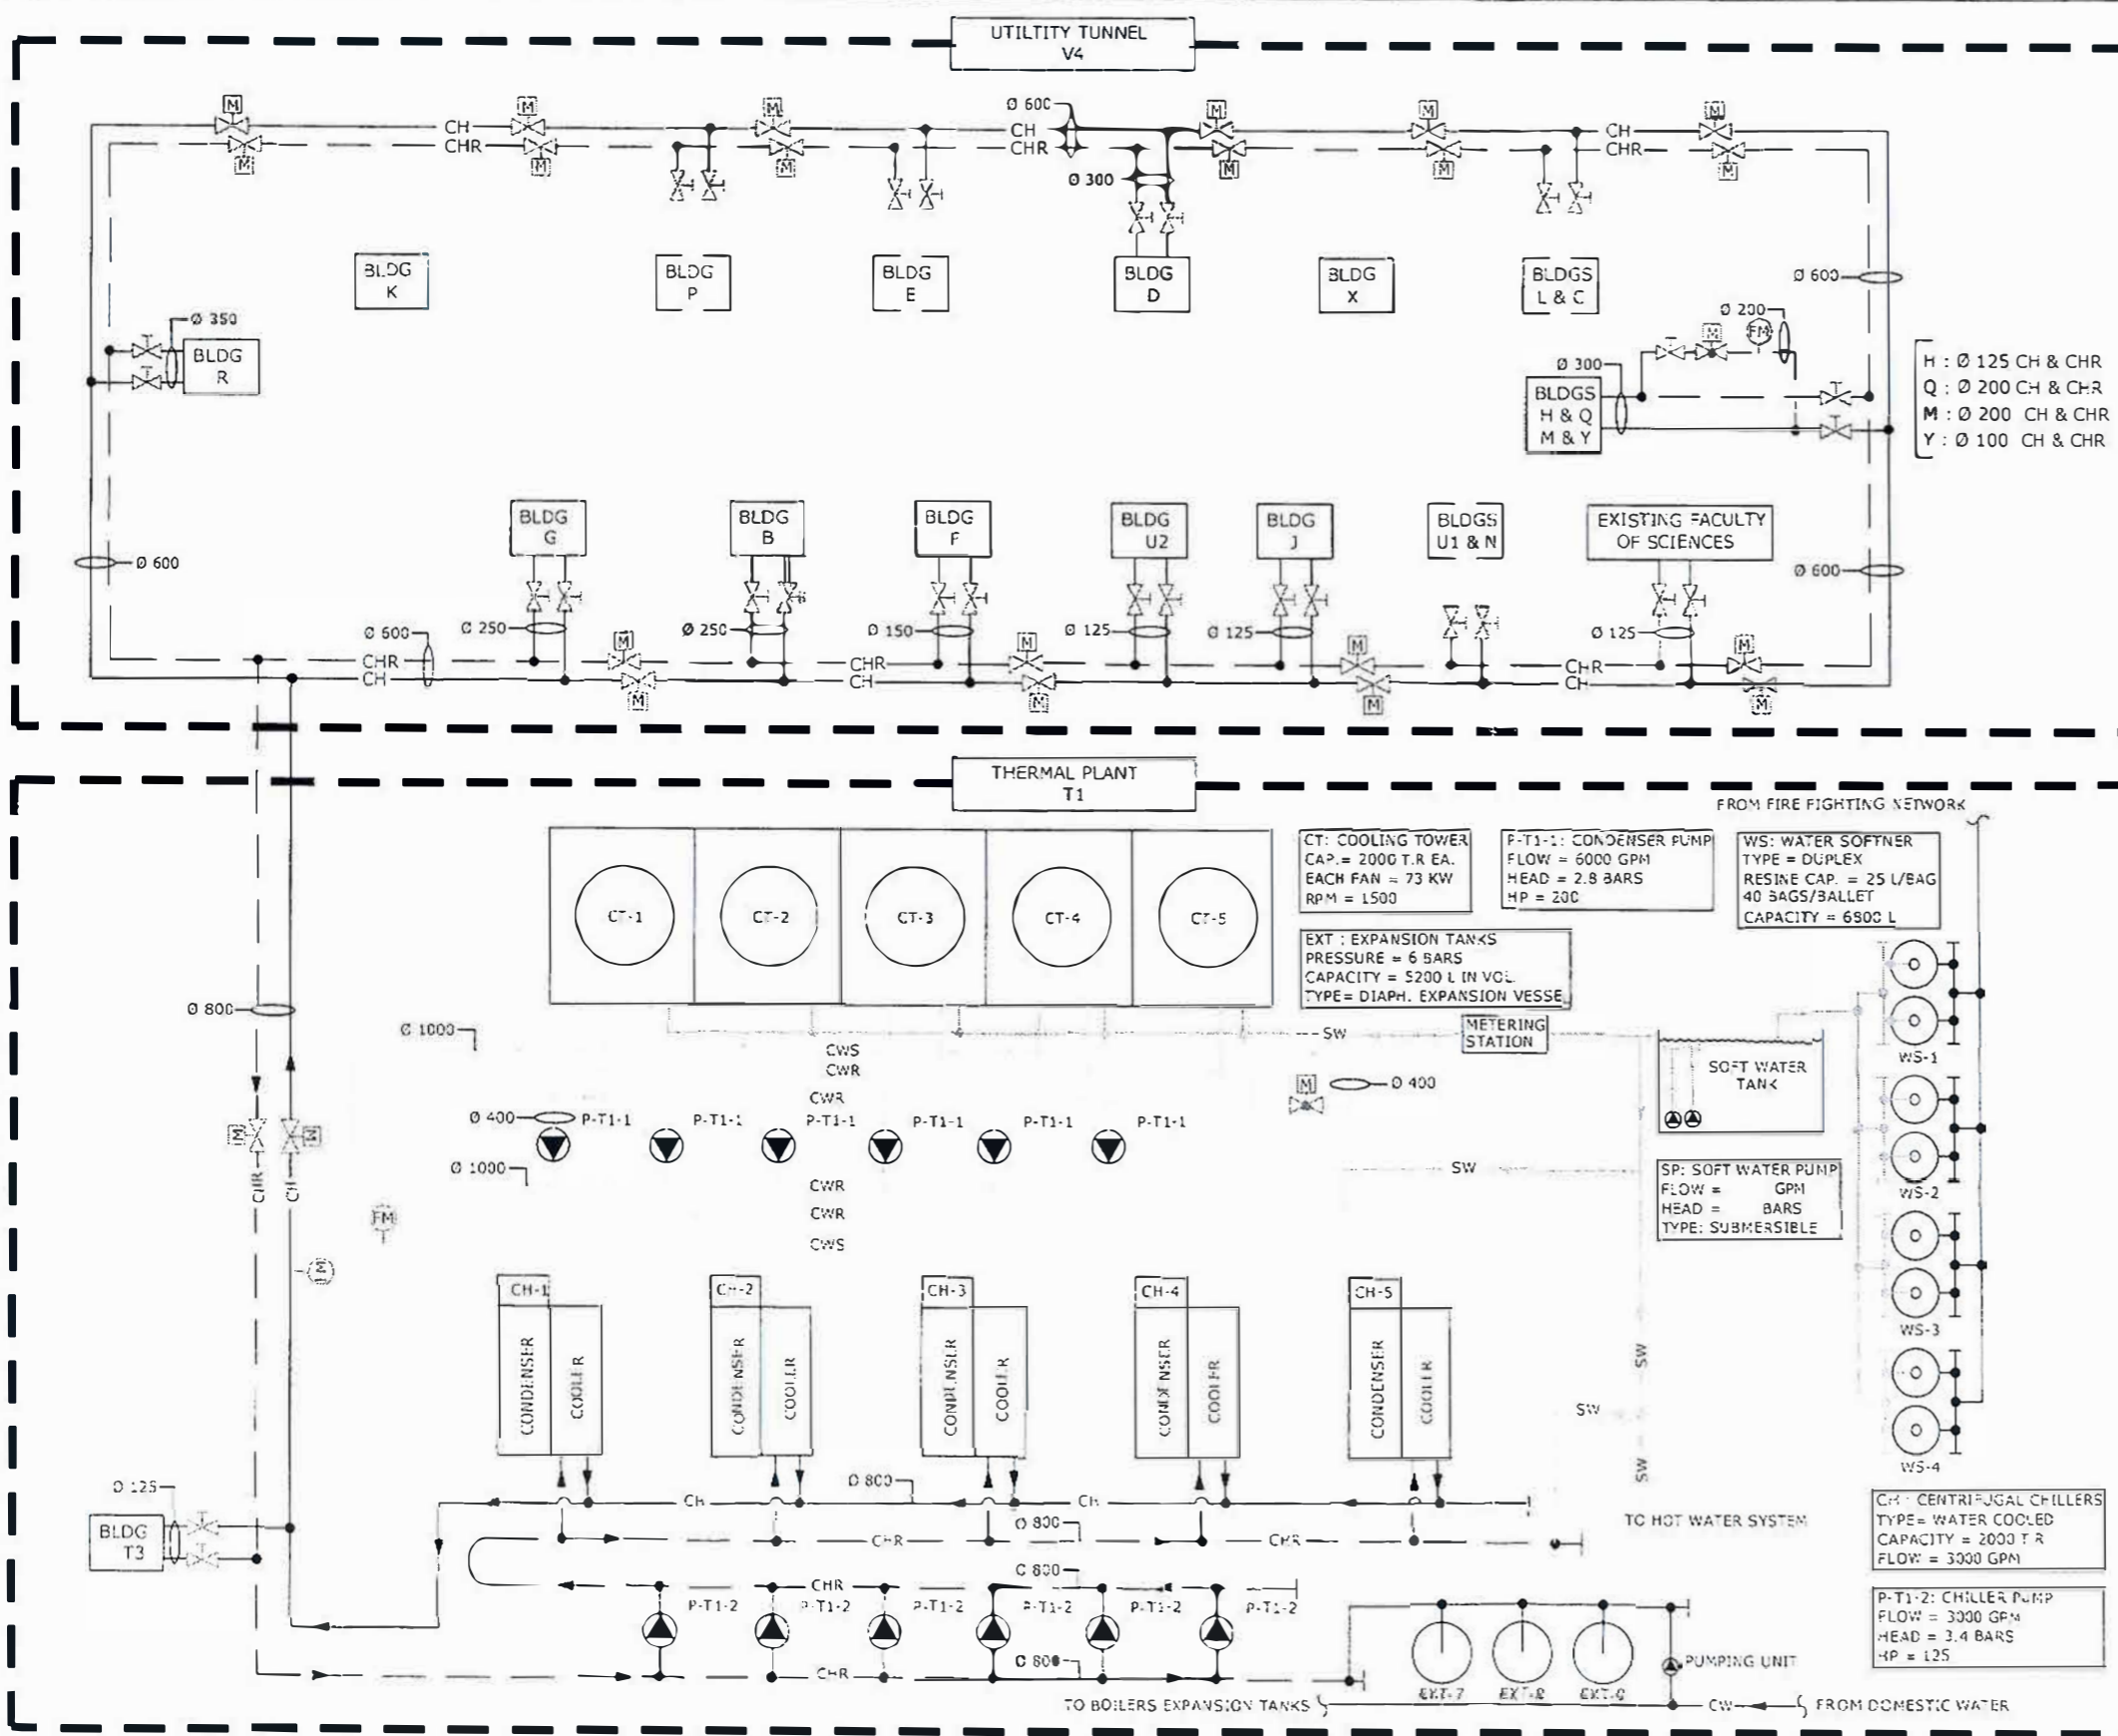 UTILTITY TUNNEL
V4
M
M
M
M
M
M
CH
CHR
Ø 600
CH
CHR
CH
CHR
M
M
M
M
M
M
Ø 300
BLDG
K
BLDG
P
BLDG
E
BLDG
D
BLDG
X
BLDGS
L & C
Ø 600
Ø 350
BLDG
R
Ø 200
M
FM
Ø 300
BLDGS
H & Q
M & Y
H : Ø 125 CH & CHR
Q : Ø 200 CH & CHR
M : Ø 200 CH & CHR
Y : Ø 100 CH & CHR
BLDG
G
BLDG
B
BLDG
F
BLDG
U2
BLDG
J
BLDGS
U1 & N
EXISTING FACULTY
OF SCIENCES
Ø 600
Ø 600
Ø 600
Ø 250
Ø 250
Ø 150
Ø 125
Ø 125
Ø 125
M
M
M
M
CHR
CH
CHR
CH
CHR
CH
M
M
M
M
THERMAL PLANT
T1
FROM FIRE FIGHTING NETWORK
CT-1
CT-2
CT-3
CT-4
CT-5
CT: COOLING TOWER
CAP.= 2000 T.R EA.
EACH FAN = 73 KW
RPM = 1500
P-T1-1: CONDENSER PUMP
FLOW = 6000 GPM
HEAD = 2.8 BARS
HP = 200
WS: WATER SOFTNER
TYPE = DUPLEX
RESINE CAP. = 25 L/BAG
40 BAGS/BALLET
CAPACITY = 6800 L
EXT : EXPANSION TANKS
PRESSURE = 6 BARS
CAPACITY = 5200 L IN VOL.
TYPE= DIAPH. EXPANSION VESSEL
Ø 800
Ø 1000
CWS
CWR
SW
METERING
STATION
SOFT WATER
TANK
WS-1
CWR
M
Ø 400
Ø 400
P-T1-1
P-T1-1
P-T1-1
P-T1-1
P-T1-1
P-T1-1
M
M
Ø 1000
CHR
CH
SW
SP: SOFT WATER PUMP
FLOW = GPM
HEAD = BARS
TYPE: SUBMERSIBLE
WS-2
CWR
CWR
CWS
FM
FM
CH-1
CONDENSER
COOLER
CH-2
CONDENSER
COOLER
CH-3
CONDENSER
COOLER
CH-4
CONDENSER
COOLER
CH-5
CONDENSER
COOLER
SW
SW
SW
WS-3
WS-4
Ø 125
BLDG
T3
Ø 800
CH
CH
Ø 800
CHR
CHR
TO HOT WATER SYSTEM
CH : CENTRIFUGAL CHILLERS
TYPE= WATER COOLED
CAPACITY = 2000 T R
FLOW = 3000 GPM
Ø 800
CHR
P-T1-2
P-T1-2
P-T1-2
P-T1-2
P-T1-2
P-T1-2
P-T1-2: CHILLER PUMP
FLOW = 3000 GPM
HEAD = 3.4 BARS
HP = 125
Ø 800
CHR
PUMPING UNIT
EXT-7
EXT-8
EXT-9
TO BOILERS EXPANSION TANKS
CW
FROM DOMESTIC WATER